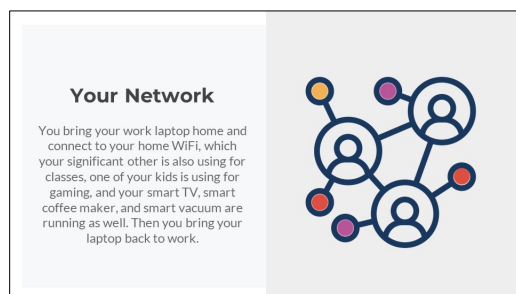 Your Network
You bring your work laptop home and
connect to your home WiFi, which
your significant other is also using for
classes, one of your kids is using for
gaming, and your smart TV, smart
coffee maker, and smart vacuum are
running as well. Then you bring your
laptop back to work.